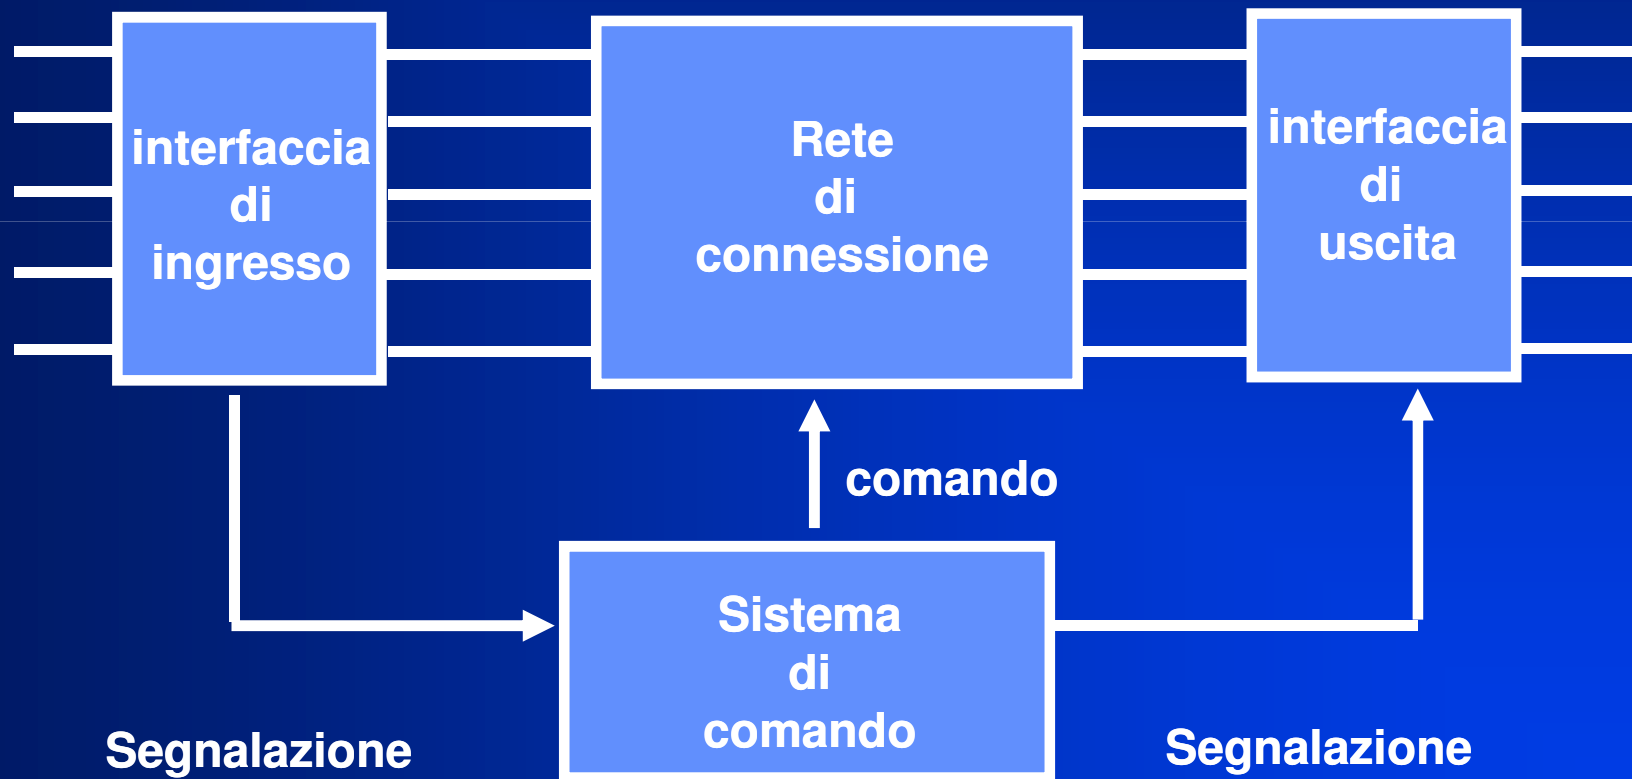 interfaccia
di
ingresso
Rete
di
connessione
interfaccia
di
uscita
comando
Sistema
di
comando
Segnalazione
Segnalazione